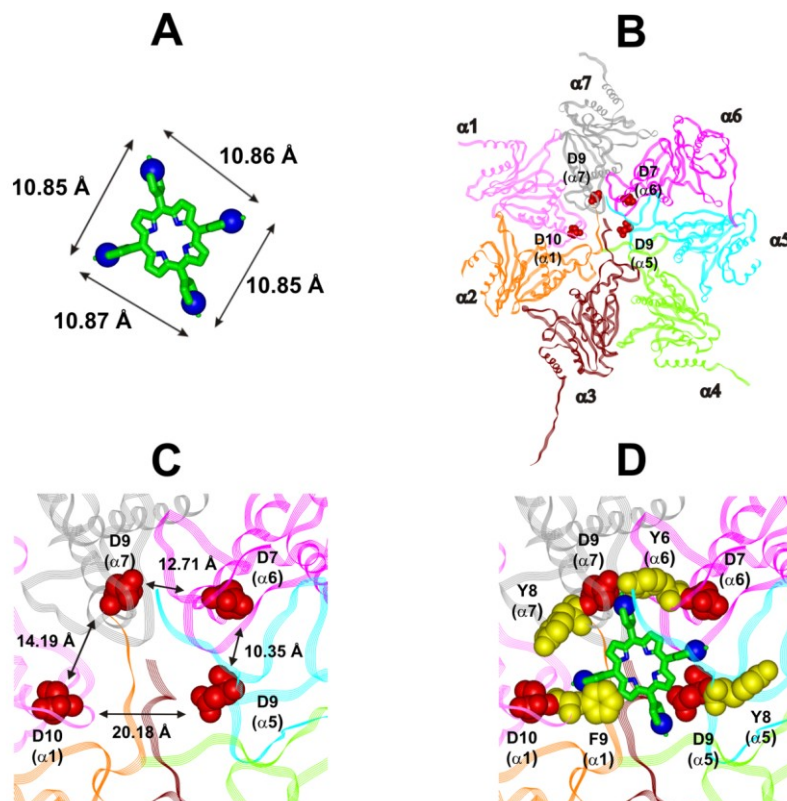 A
10.85 Å
10.86 Å
10.87 Å
10.85 Å
B
α7
α1
α6
D9
(α7)
D7
(α6)
D10
(α1)
D9
(α5)
α5
α2
α3
α4
C
D9
(α7)
12.71 Å
D7
(α6)
14.19 Å
10.35 Å
D10
(α1)
20.18 Å
D9
(α5)
D
D9
(α7)
Y6
(α6)
D7
(α6)
Y8
(α7)
D10
(α1)
F9
(α1)
D9
(α5)
Y8
(α5)